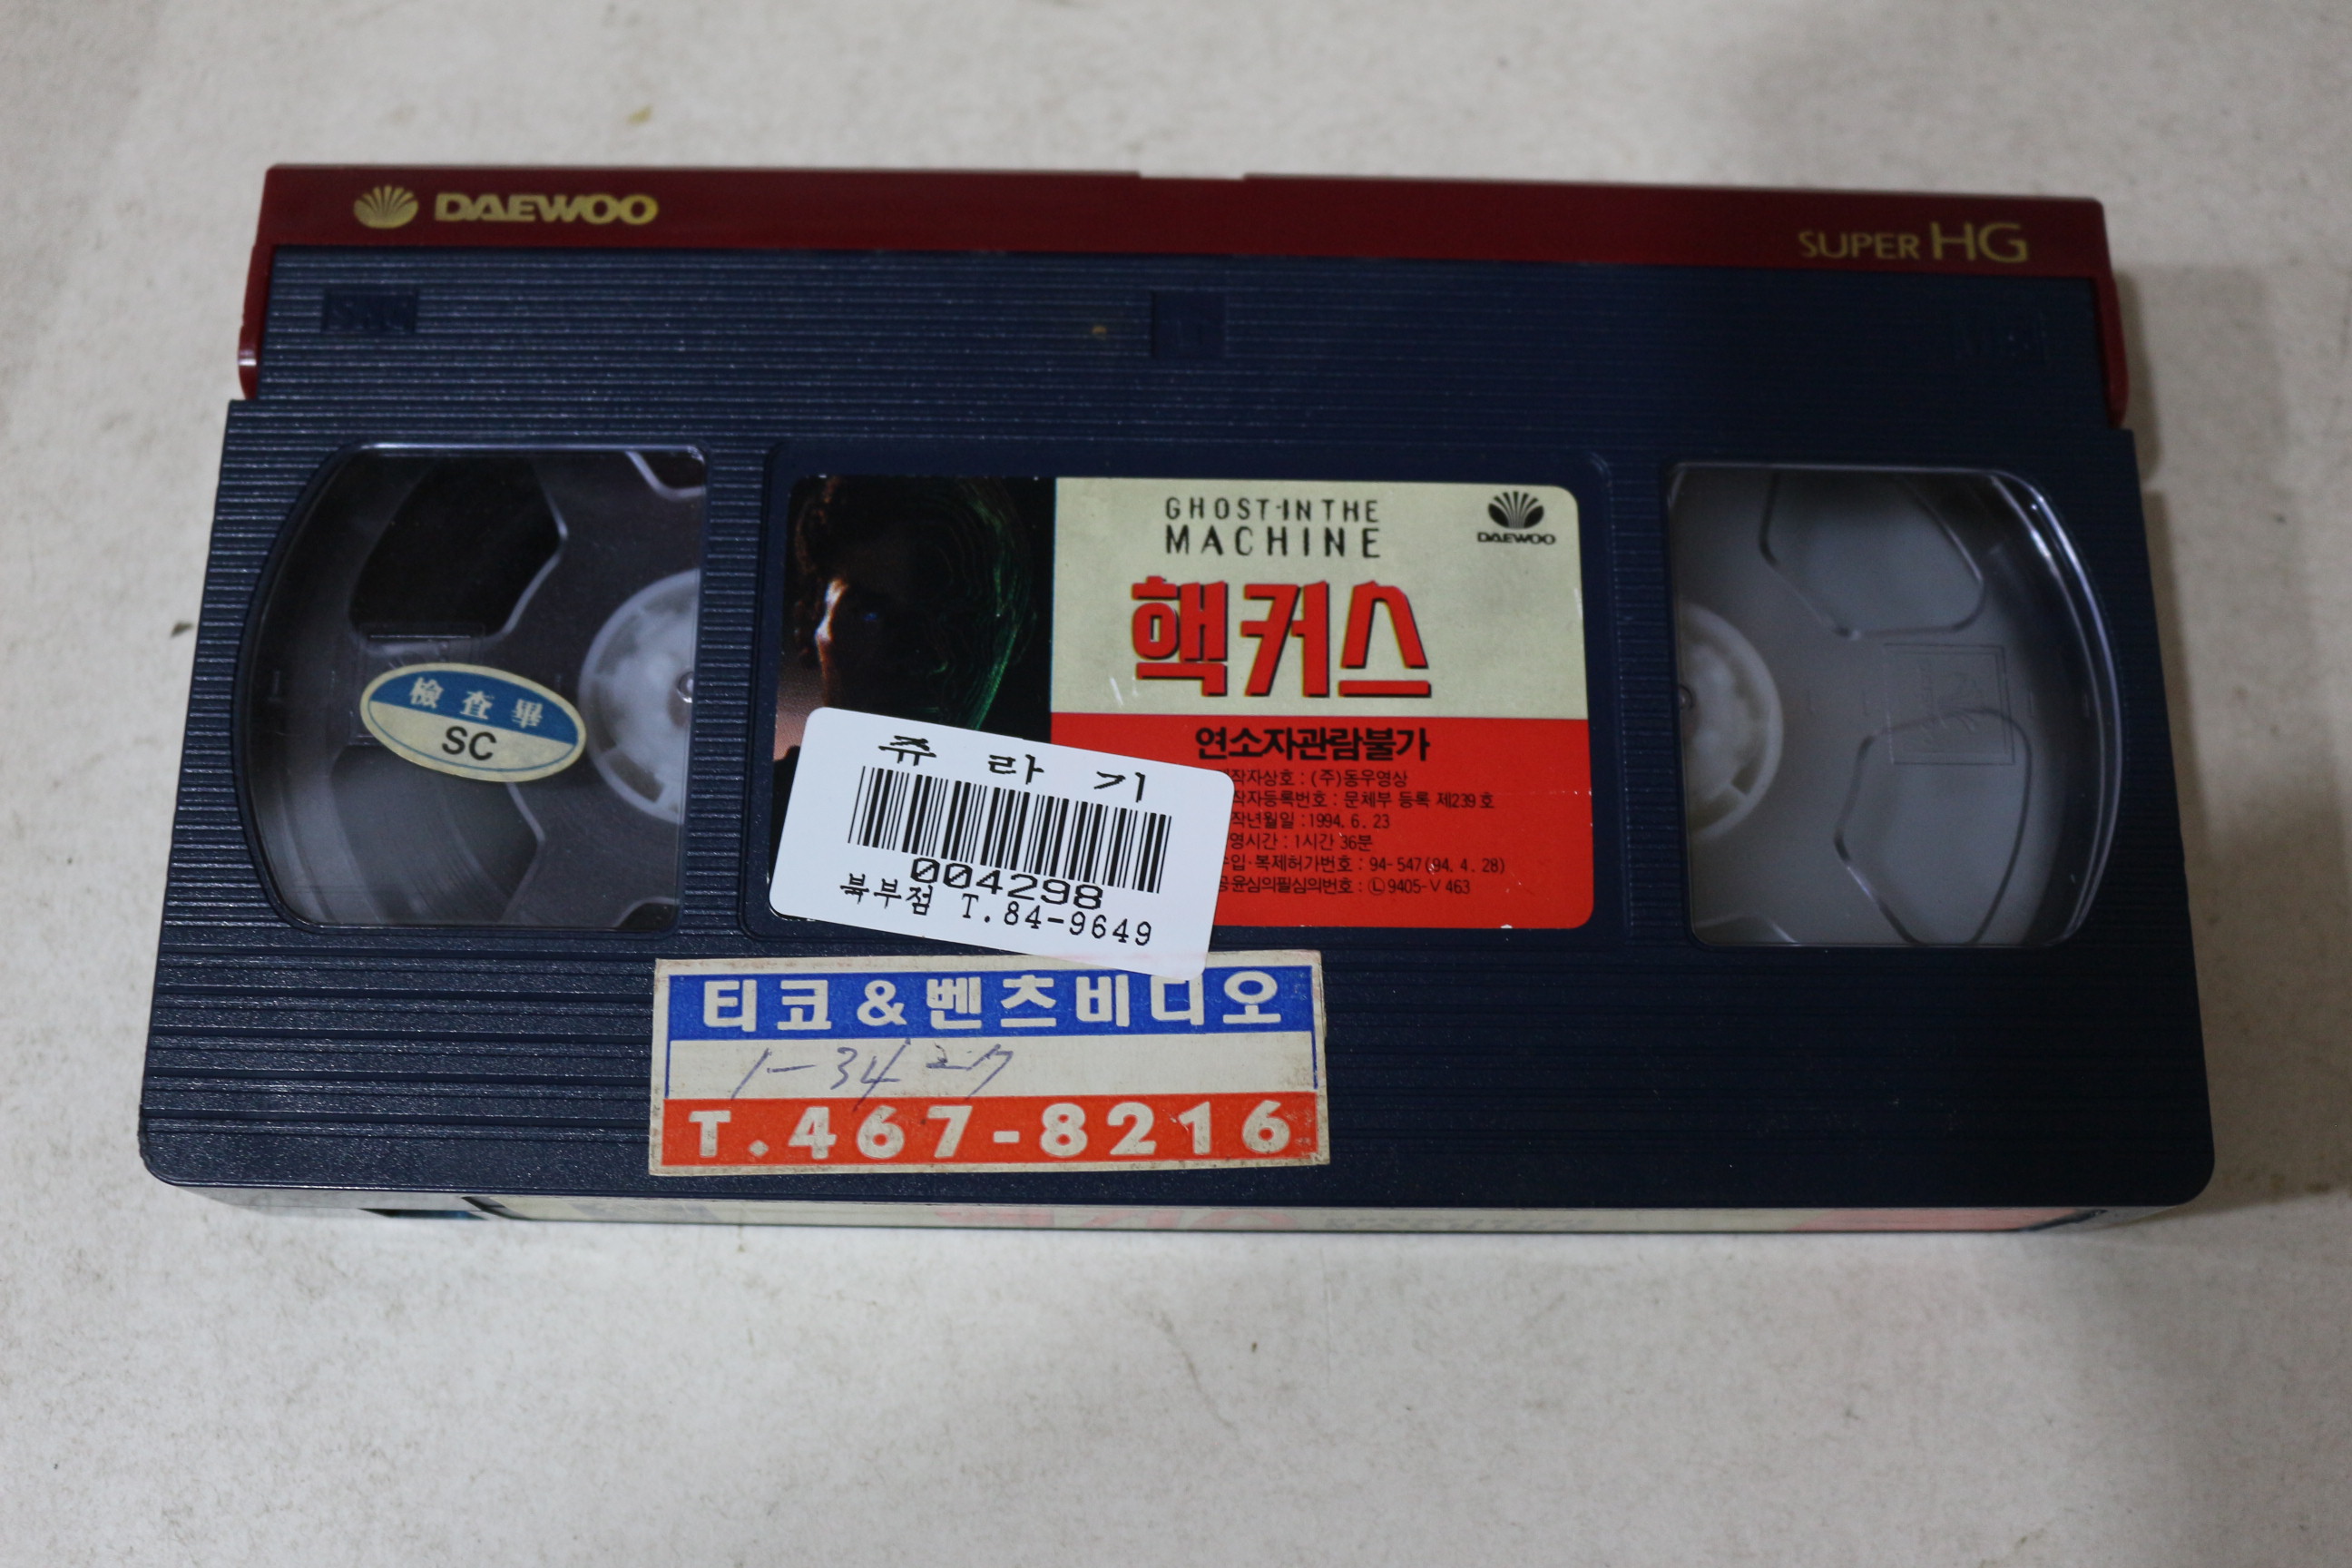 DAEWOO
SUPER HG
GHOST IN THE
MACHINE
DAEWOO
핵커스
연소자관람불가
작자상호 : (주)동우영상
작자등록번호 : 문체부 등록 제239호
작년월일 : 1994. 6. 23
영시간 : 1시간 36분
입·복제허가번호 : 94-547(94. 4. 28)
공윤심의필심의번호 : Ⓛ9405-V463
檢査畢
SC
쥬라기
0004298
북부점 T.84-9649
티코&벤츠비디오
1-34
T.467-8216